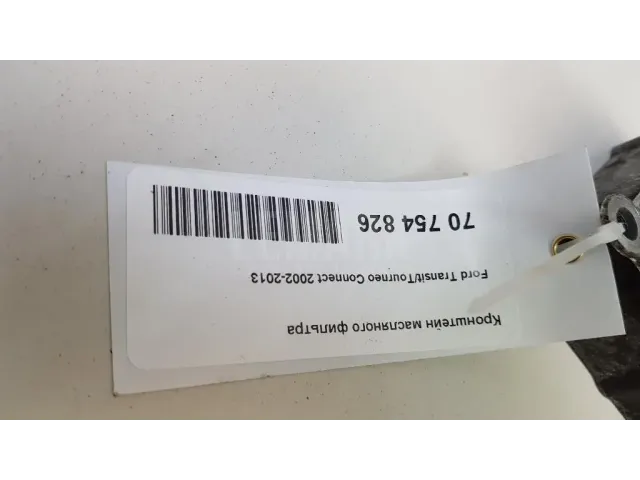 Кронштейн масляного фильтра
Ford Transit/Tourneo Connect 2002-2013
70 754 826